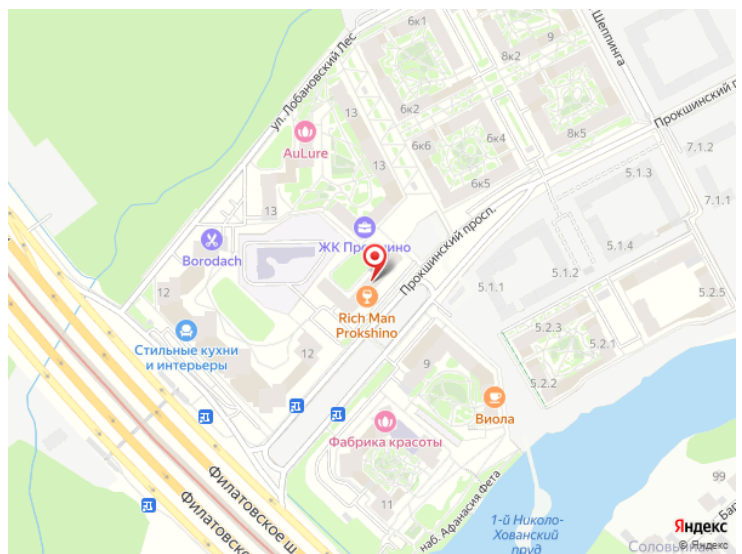 6к1
9
Шеппинга
8к2
ул. Лобановский Лес
6к2
Прокшинский п
13
6к4
8к5
AuLure
13
6к6
7.1.2
5.1.3
6к5
7.1.1
13
Прокшинский просп.
ЖК Пр
кино
5.1.4
Borodach
5.1.2
12
5.1.1
5.2.5
Rich Man
Prokshino
5.2.3
5.2.1
Стильные кухни
и интерьеры
12
9
5.2.2
Виола
Фабрика красоты
Филатовское ш
99
11
наб. Афанасия Фета
Филатовское
1-й Николо-
Хованский
пруд
Бар
Яндекс
© Яндекс